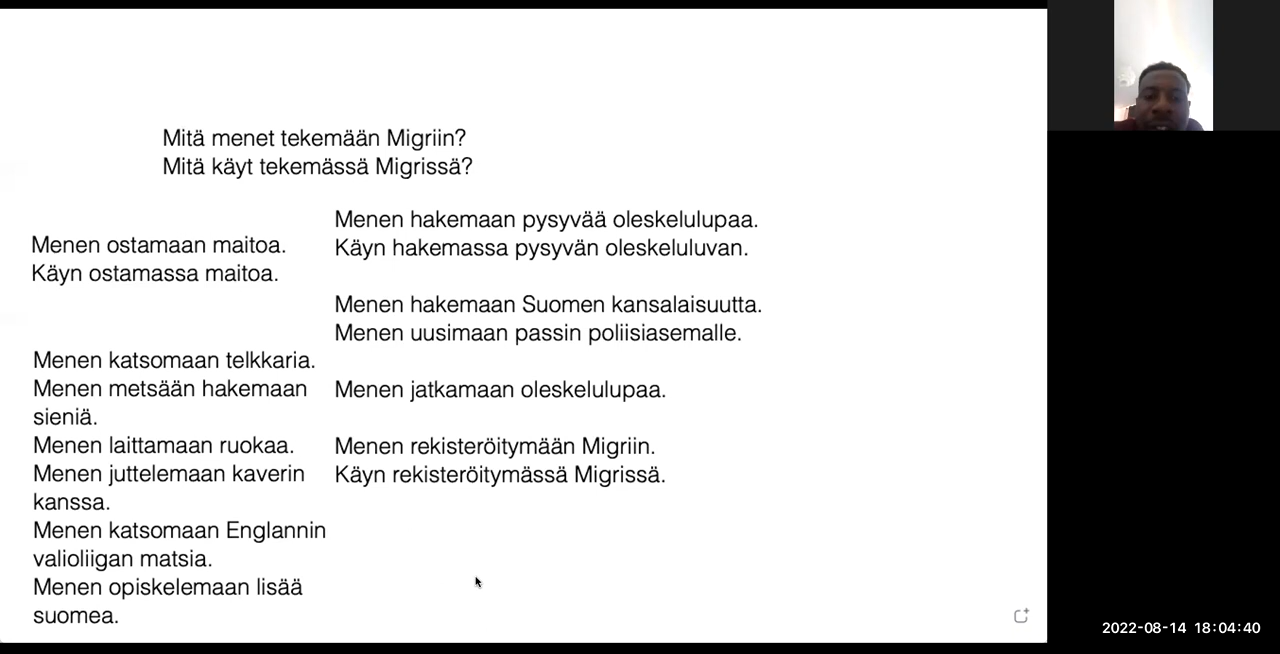 Mitä menet tekemään Migriin?
Mitä käyt tekemässä Migrissä?
Menen ostamaan maitoa.
Käyn ostamassa maitoa.
Menen katsomaan telkkaria.
Menen metsään hakemaan
sieniä.
Menen laittamaan ruokaa.
Menen juttelemaan kaverin
kanssa.
Menen katsomaan Englannin
valioliigan matsia.
Menen opiskelemaan lisää
suomea.
Menen hakemaan pysyvää oleskelulupaa.
Käyn hakemassa pysyvän oleskeluluvan.
Menen hakemaan Suomen kansalaisuutta.
Menen uusimaan passin poliisiasemalle.
Menen jatkamaan oleskelulupaa.
Menen rekisteröitymään Migriin.
Käyn rekisteröitymässä Migrissä.
2022-08-14 18:04:40